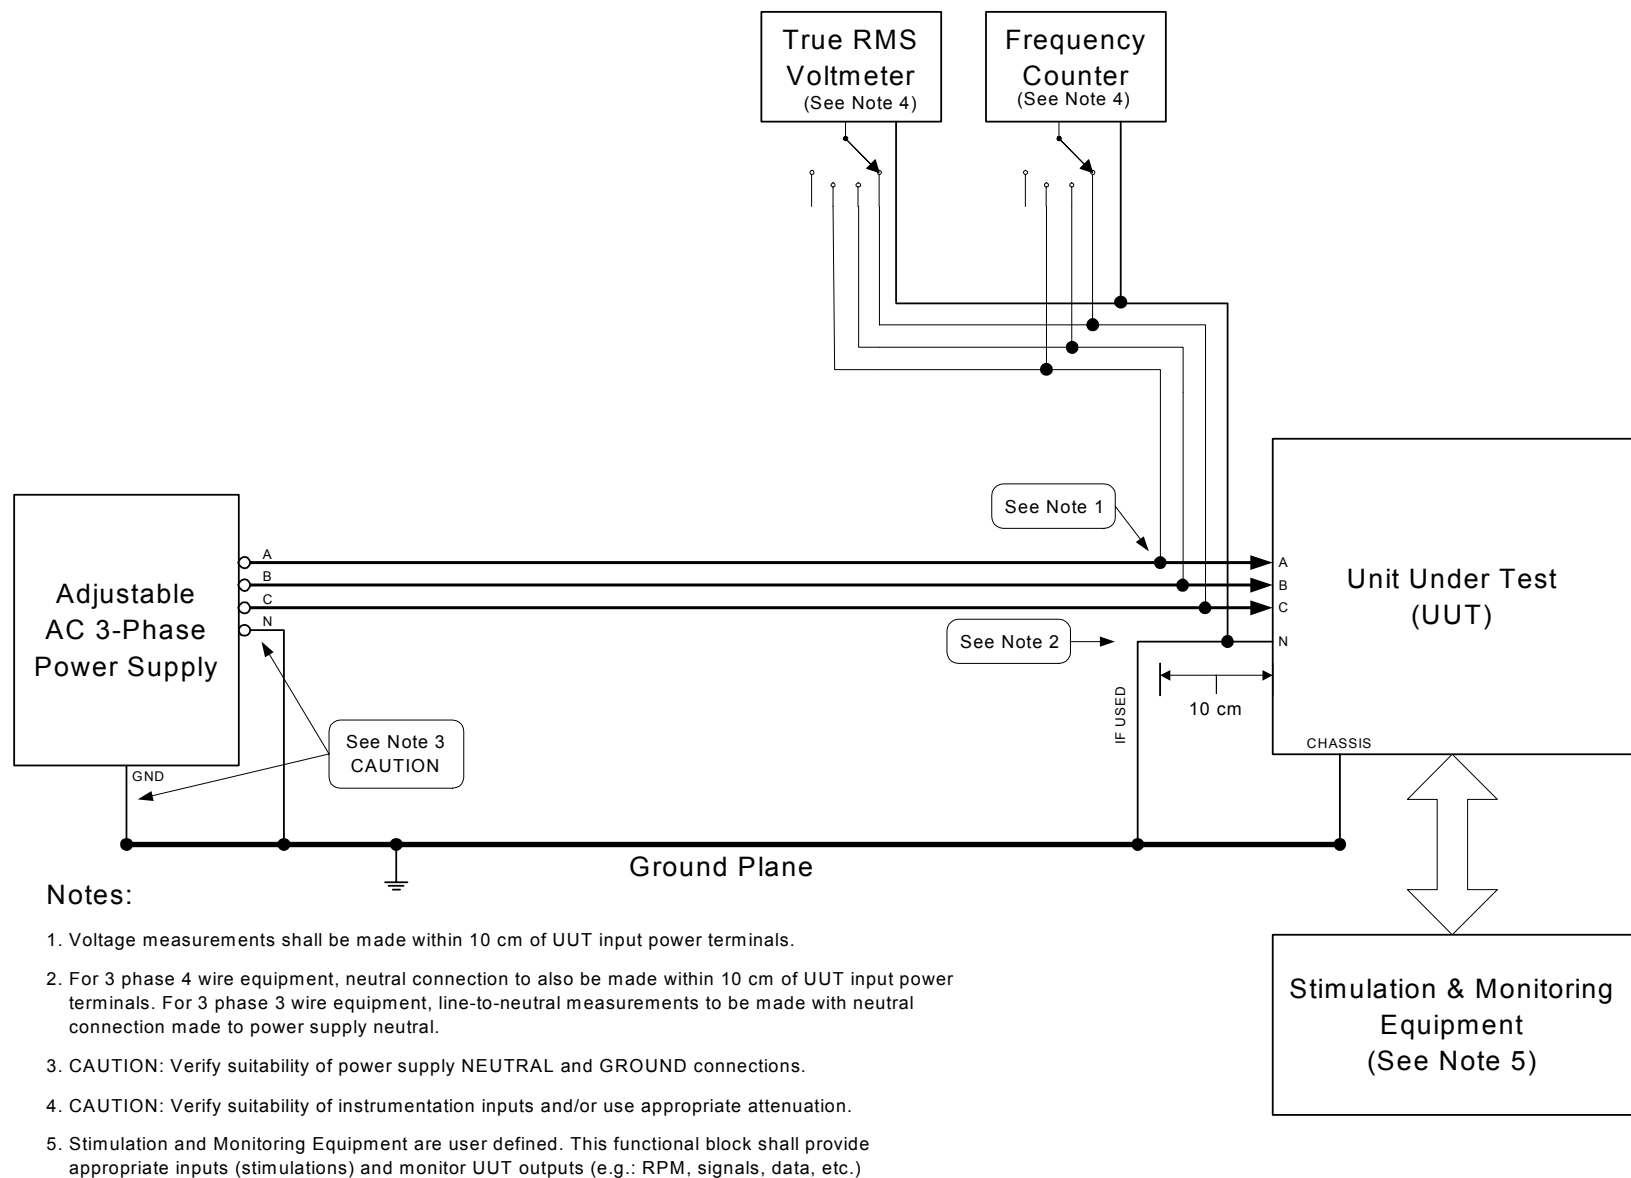 True RMS
Voltmeter
(See Note 4)
Frequency
Counter
(See Note 4)
See Note 1
Adjustable
AC 3-Phase
Power Supply
A
B
C
N
A
B
C
N
Unit Under Test
(UUT)
See Note 2
IF USED
10 cm
See Note 3
CAUTION
CHASSIS
GND
Ground Plane
Notes:
1. Voltage measurements shall be made within 10 cm of UUT input power terminals.
2. For 3 phase 4 wire equipment, neutral connection to also be made within 10 cm of UUT input power
terminals. For 3 phase 3 wire equipment, line-to-neutral measurements to be made with neutral
connection made to power supply neutral.
3. CAUTION: Verify suitability of power supply NEUTRAL and GROUND connections.
4. CAUTION: Verify suitability of instrumentation inputs and/or use appropriate attenuation.
5. Stimulation and Monitoring Equipment are user defined. This functional block shall provide
appropriate inputs (stimulations) and monitor UUT outputs (e.g.: RPM, signals, data, etc.)
Stimulation & Monitoring
Equipment
(See Note 5)